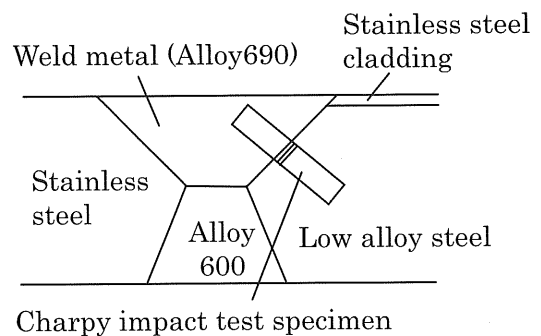 Stainless steel
cladding
Weld metal (Alloy690)
Stainless
steel
Alloy
600
Low alloy steel
Charpy impact test specimen